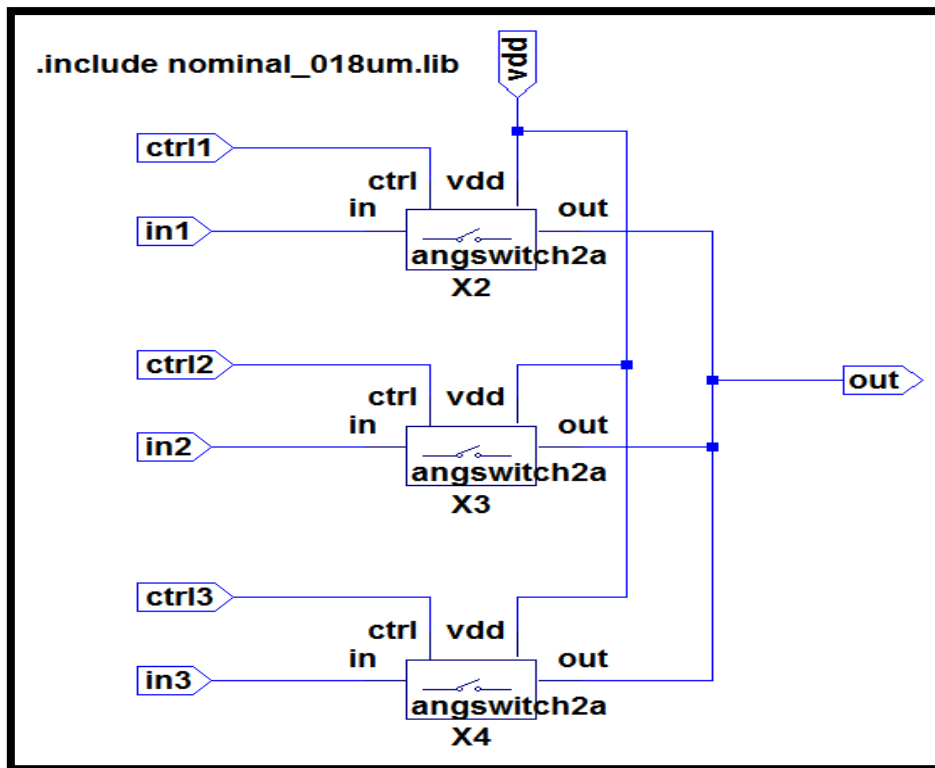 .include nominal_018um.lib
vdd
ctrl1
ctrl vdd
in out
in1
angswitch2a
X2
ctrl2
ctrl vdd
in out
in2
angswitch2a
X3
out
ctrl3
ctrl vdd
in out
in3
angswitch2a
X4